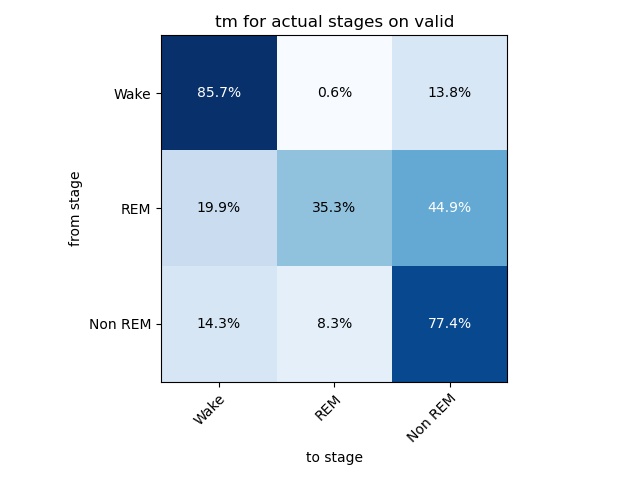 tm for actual stages on valid
Wake 85.7% 0.6% 13.8%
REM 19.9% 35.3% 44.9%
Non REM 14.3% 8.3% 77.4%
from stage
Wake REM Non REM
to stage